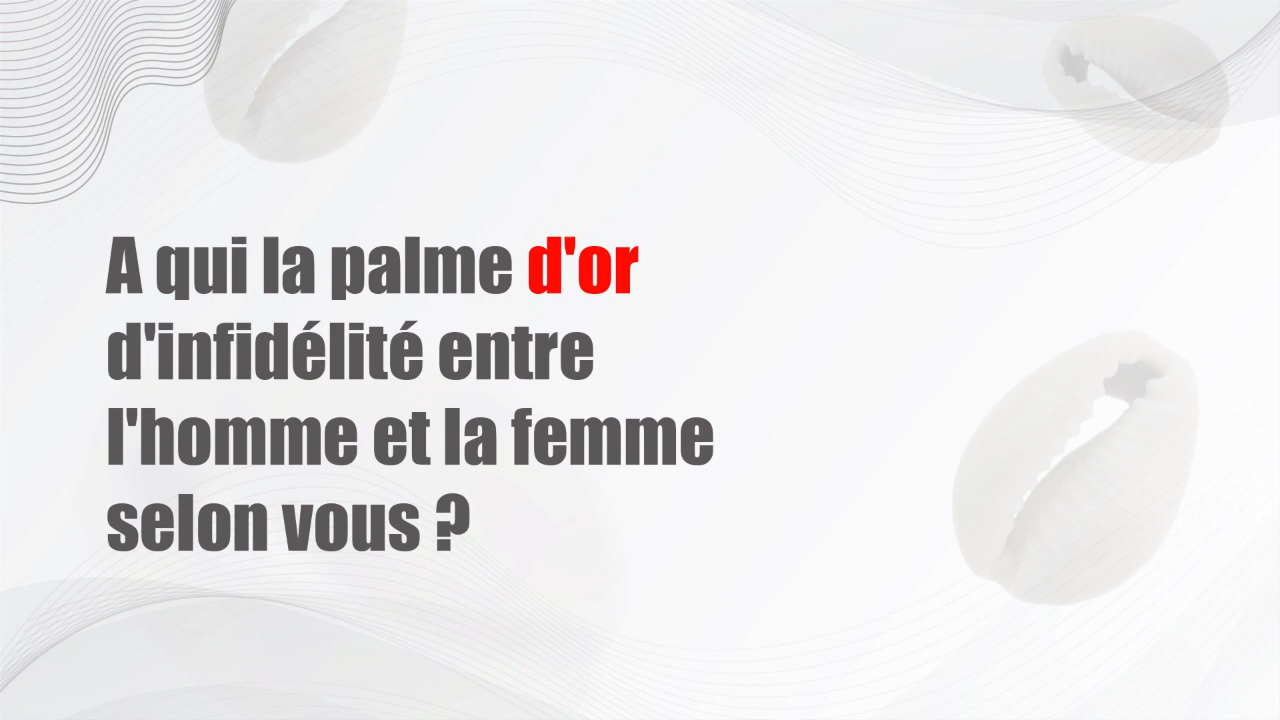 A qui la palme d'or
d'infidélité entre
l'homme et la femme
selon vous ?